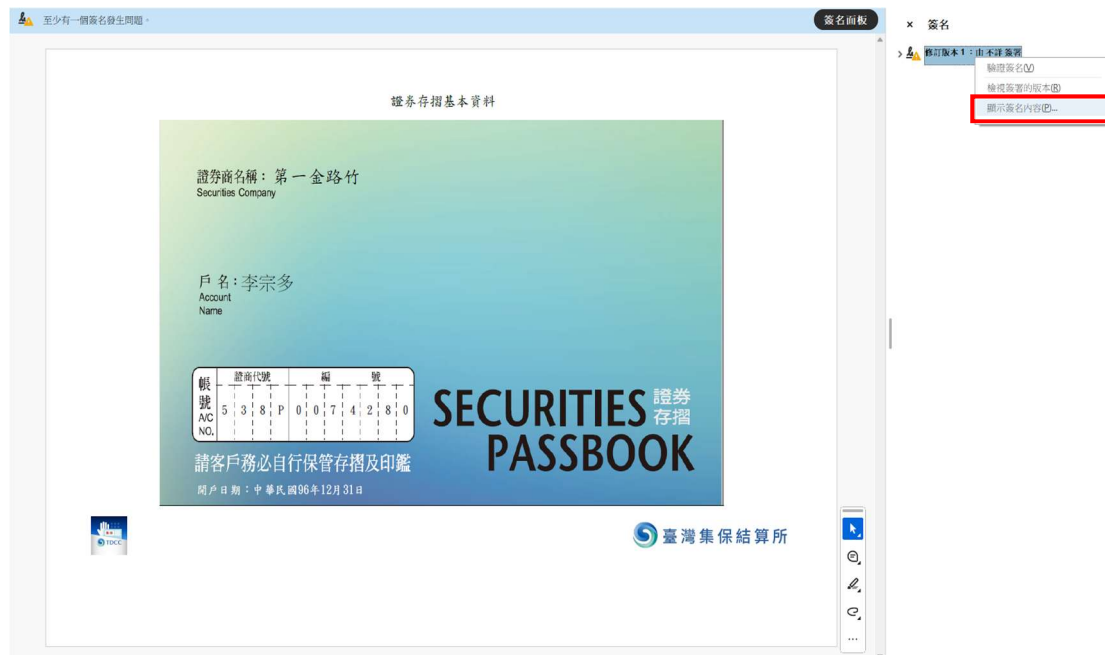 至少有一個簽名發生問題。
簽名面板
× 簽名
修訂版本 1：由 不詳 簽署
驗證簽名(V)
檢視簽署的版本(R)
顯示簽名內容(P)...
證券存摺基本資料
證券商名稱：第一金路竹
Securities Company
戶名：李宗多
Account
Name
帳號 A/C NO. 證商代號 編號
5 3 8 P 0 0 7 4 2 8 0
SECURITIES 證券存摺
PASSBOOK
請客戶務必自行保管存摺及印鑑
開戶日期：中華民國96年12月31日
TDCC
臺灣集保結算所